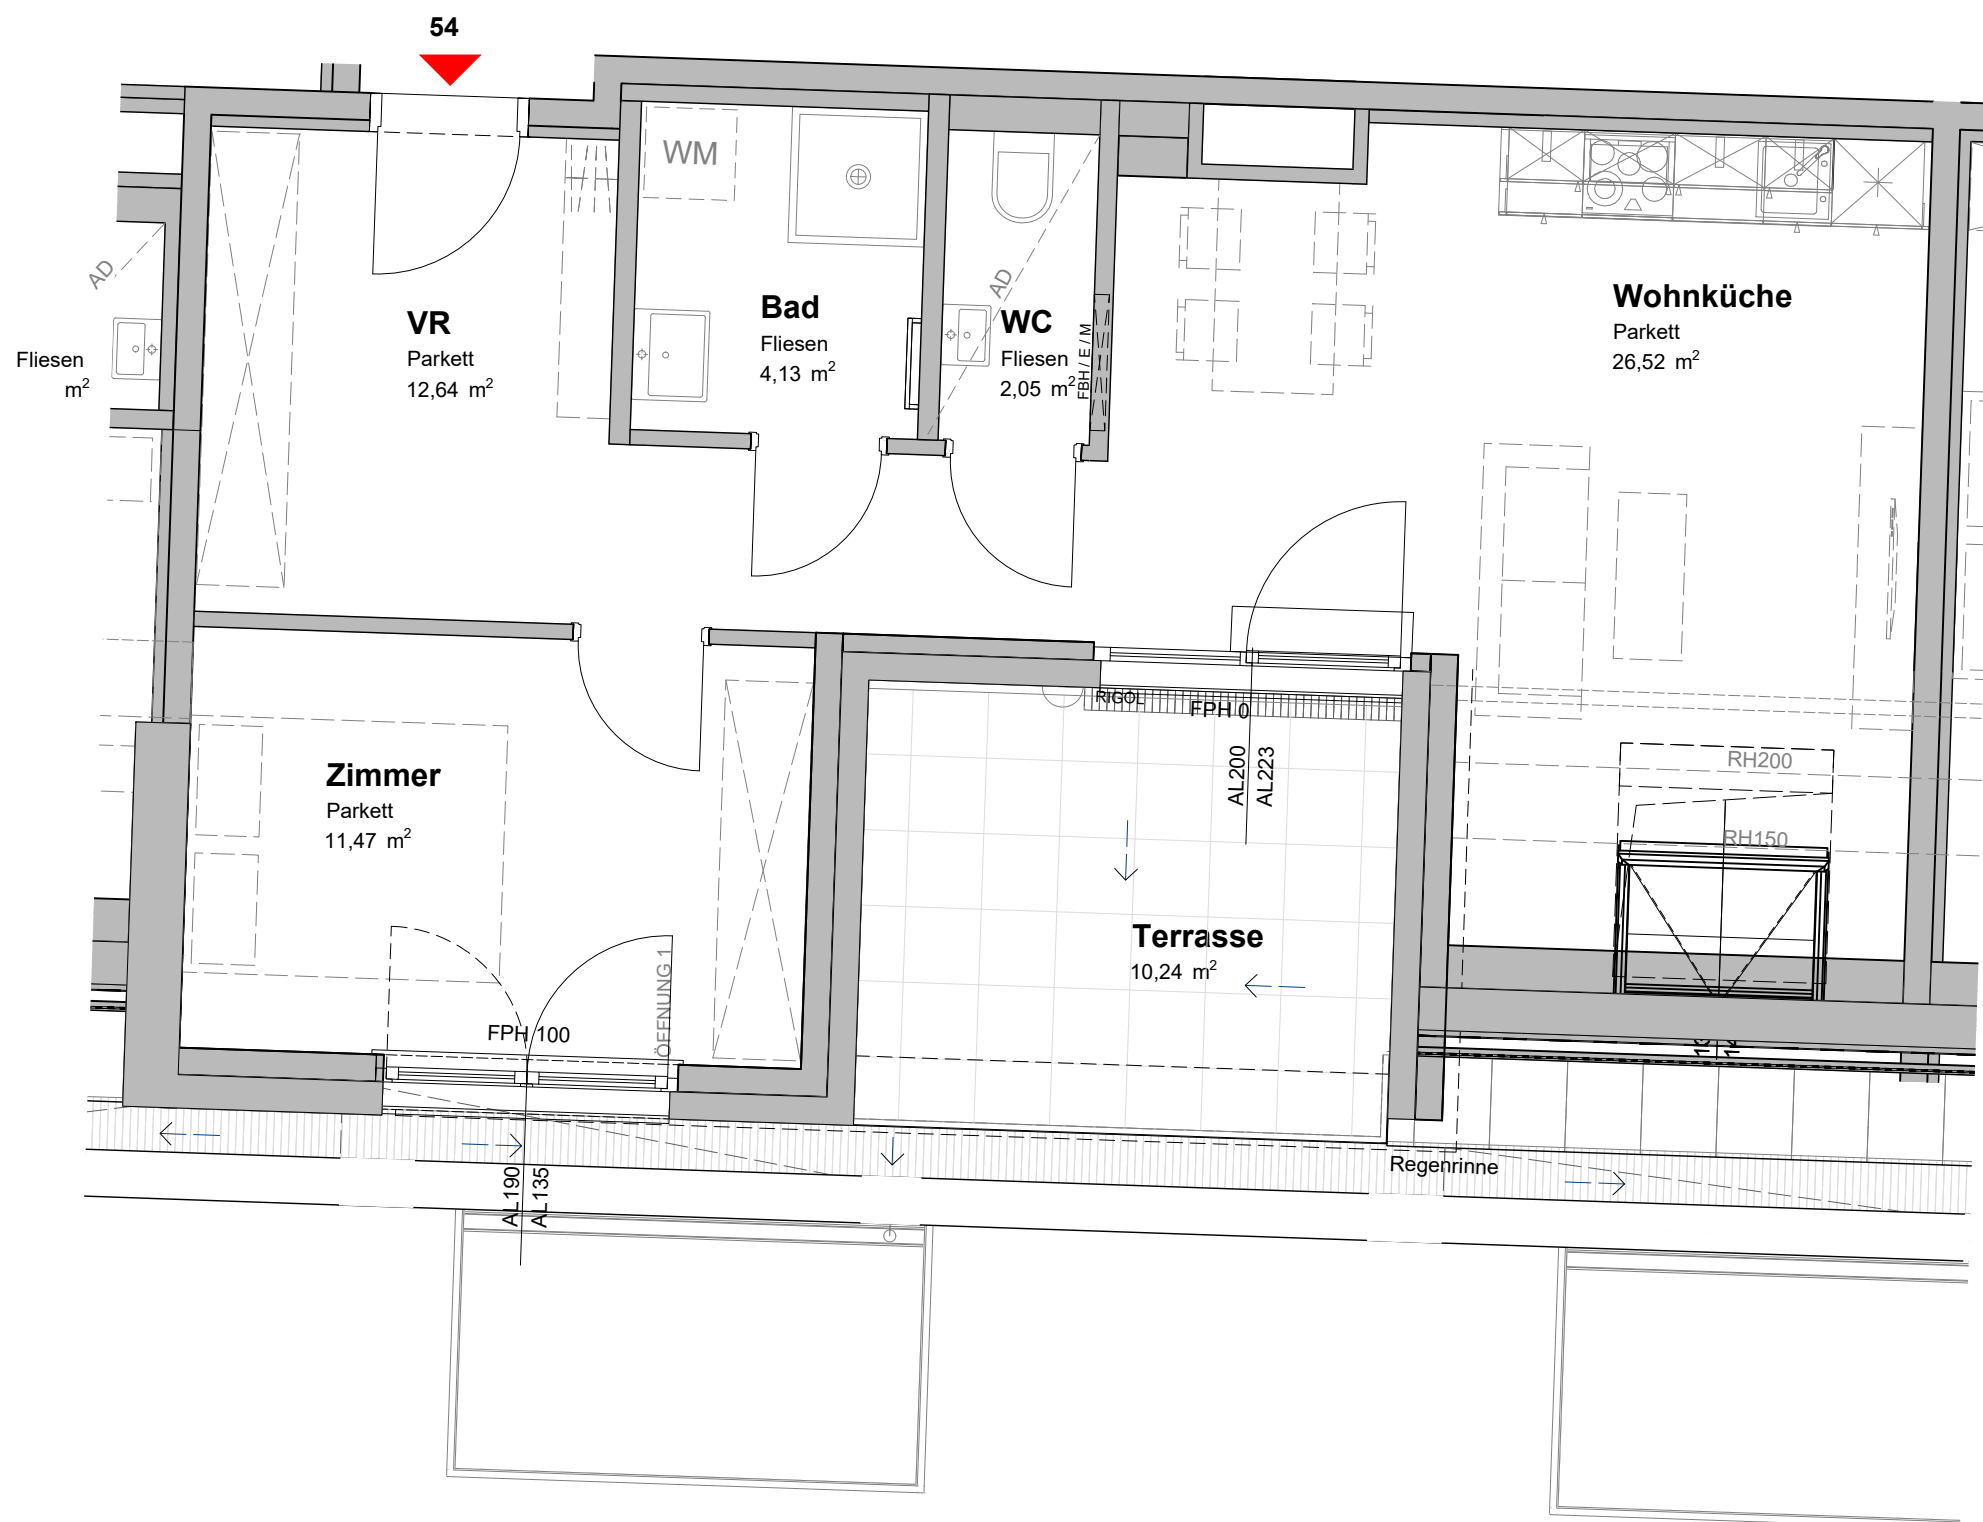 54
WM
AD
AD
VR
Parkett
12,64 m²
Bad
Fliesen
4,13 m²
WC
Fliesen
2,05 m²
FBH / E / M
Wohnküche
Parkett
26,52 m²
Fliesen
m²
RIGOL
FPH 0
AL200
AL223
RH200
RH150
Zimmer
Parkett
11,47 m²
Terrasse
10,24 m²
ÖFFNUNG 1
FPH 100
Regenrinne
AL190
AL135